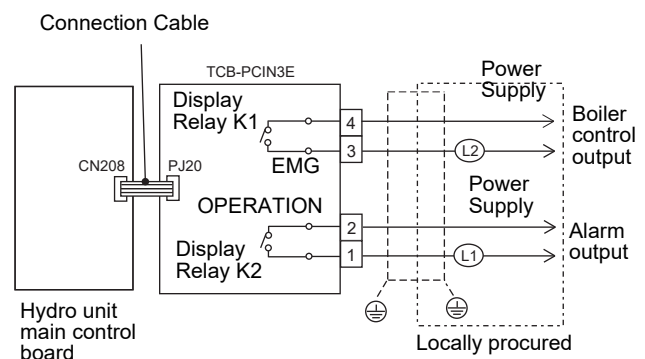 Connection Cable
TCB-PCIN3E
Power
Supply
Display
Relay K1
4
Boiler
control
output
3
L2
EMG
CN208
PJ20
Power
Supply
OPERATION
2
Alarm
output
Display
Relay K2
1
L1
Hydro unit
main control
board
Locally procured